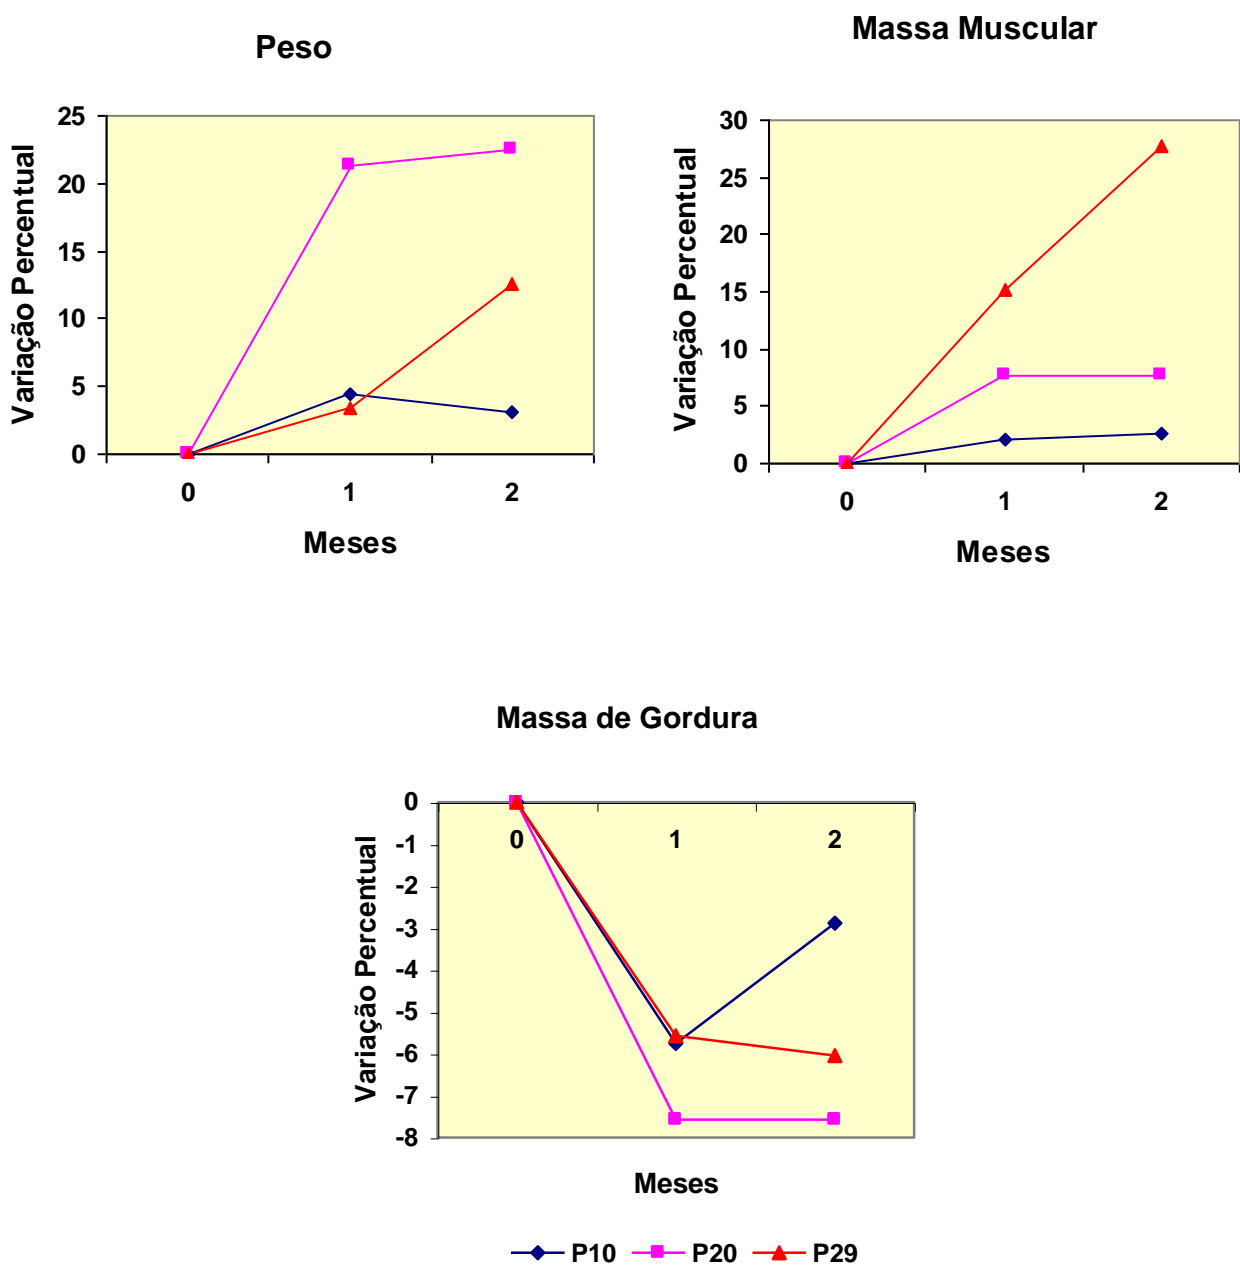 Peso
Variação Percentual
25
20
15
10
5
0
0 1 2
Meses
Massa Muscular
Variação Percentual
30
25
20
15
10
5
0
0 1 2
Meses
Massa de Gordura
Variação Percentual
0
-1
-2
-3
-4
-5
-6
-7
-8
0 1 2
Meses
P10 P20 P29